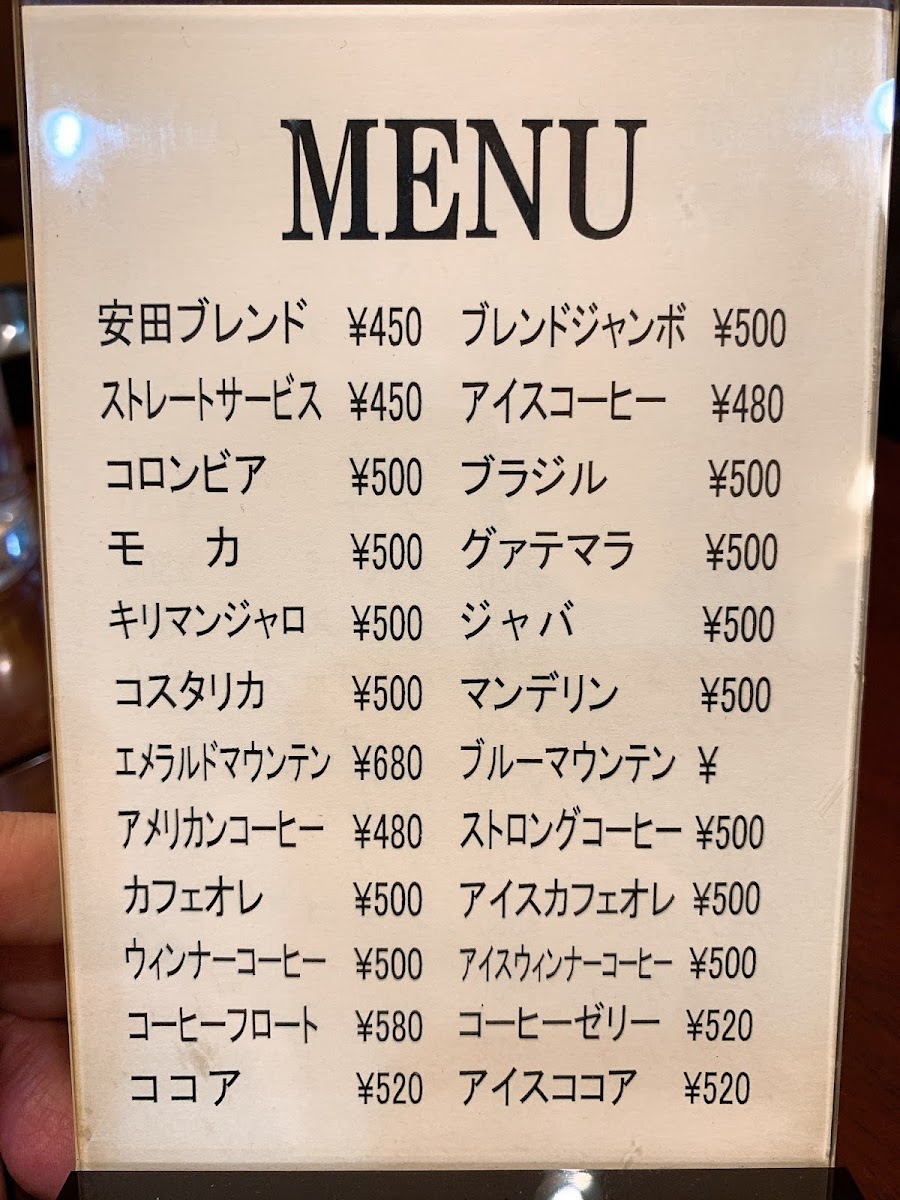 MENU
安田ブレンド ¥450 ブレンドジャンボ ¥500
ストレートサービス ¥450 アイスコーヒー ¥480
コロンビア ¥500 ブラジル ¥500
モカ ¥500 グァテマラ ¥500
キリマンジャロ ¥500 ジャバ ¥500
コスタリカ ¥500 マンデリン ¥500
エメラルドマウンテン ¥680 ブルーマウンテン ¥
アメリカンコーヒー ¥480 ストロングコーヒー ¥500
カフェオレ ¥500 アイスカフェオレ ¥500
ウィンナーコーヒー ¥500 アイスウィンナーコーヒー ¥500
コーヒーフロート ¥580 コーヒーゼリー ¥520
ココア ¥520 アイスココア ¥520